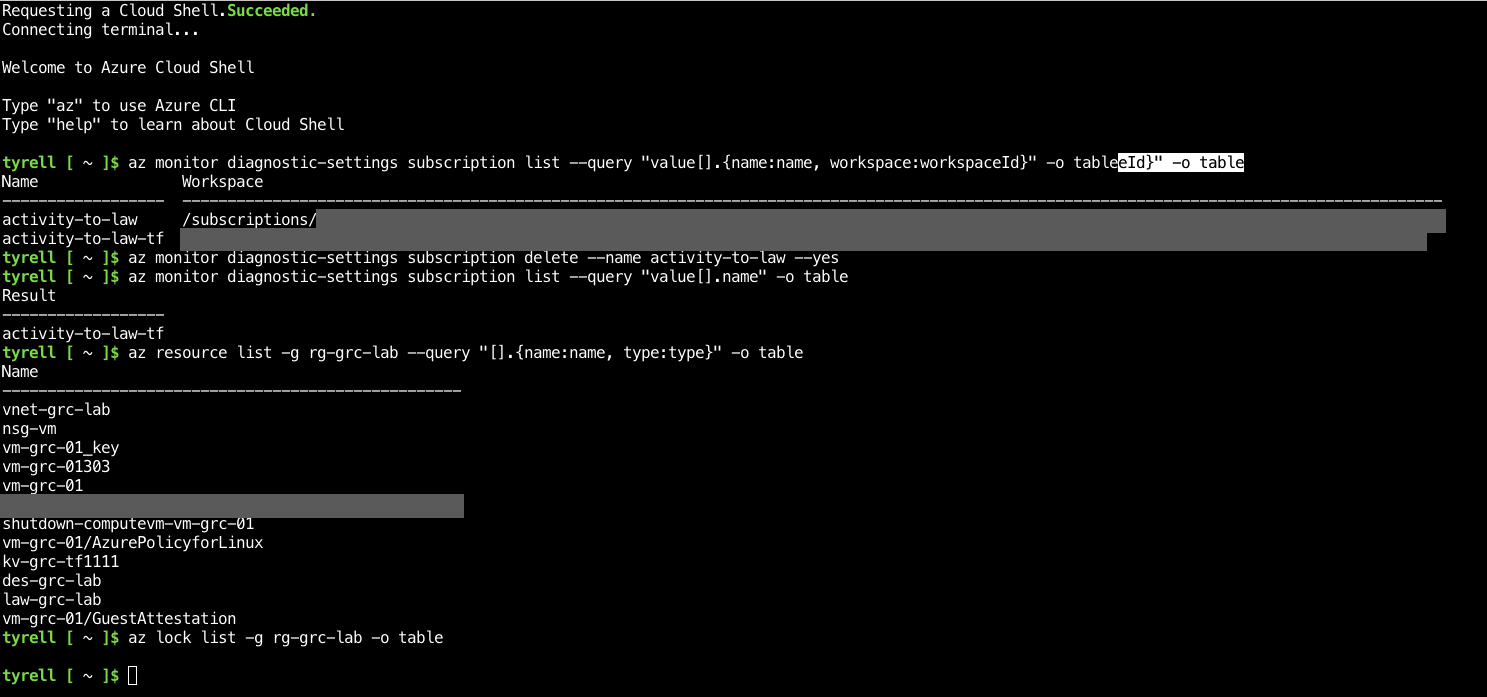 Requesting a Cloud Shell.Succeeded.
Connecting terminal...
Welcome to Azure Cloud Shell
Type "az" to use Azure CLI
Type "help" to learn about Cloud Shell
tyrell [ ~ ]$ az monitor diagnostic-settings subscription list --query "value[].{name:name, workspace:workspaceId}" -o tableeId}" -o table
Name Workspace
------------------ --------------------------------------------------------------------------------------------------------------------------------------------
activity-to-law /subscriptions/
activity-to-law-tf
tyrell [ ~ ]$ az monitor diagnostic-settings subscription delete --name activity-to-law --yes
tyrell [ ~ ]$ az monitor diagnostic-settings subscription list --query "value[].name" -o table
Result
------------------
activity-to-law-tf
tyrell [ ~ ]$ az resource list -g rg-grc-lab --query "[].{name:name, type:type}" -o table
Name
---------------------------------------------------
vnet-grc-lab
nsg-vm
vm-grc-01_key
vm-grc-01303
vm-grc-01
shutdown-computevm-vm-grc-01
vm-grc-01/AzurePolicyforLinux
kv-grc-tf1111
des-grc-lab
law-grc-lab
vm-grc-01/GuestAttestation
tyrell [ ~ ]$ az lock list -g rg-grc-lab -o table
tyrell [ ~ ]$